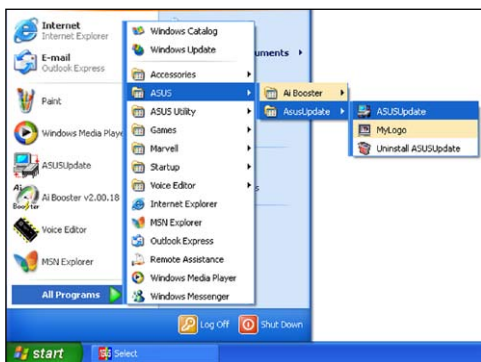 Internet
Internet Explorer
E-mail
Outlook Express
Paint
Windows Media Playe
ASUSUpdate
Ai Booster v2.00.18
Voice Editor
MSN Explorer
All Programs
Windows Catalog
Windows Update
Accessories
ASUS
ASUS Utility
Games
Marvell
Startup
Voice Editor
Internet Explorer
MSN Explorer
Outlook Express
Remote Assistance
Windows Media Player
Windows Messenger
uments
s
Ai Booster
AsusUpdate
ASUSUpdate
MyLogo
Uninstall ASUSUpdate
Log Off
Shut Down
start
Select